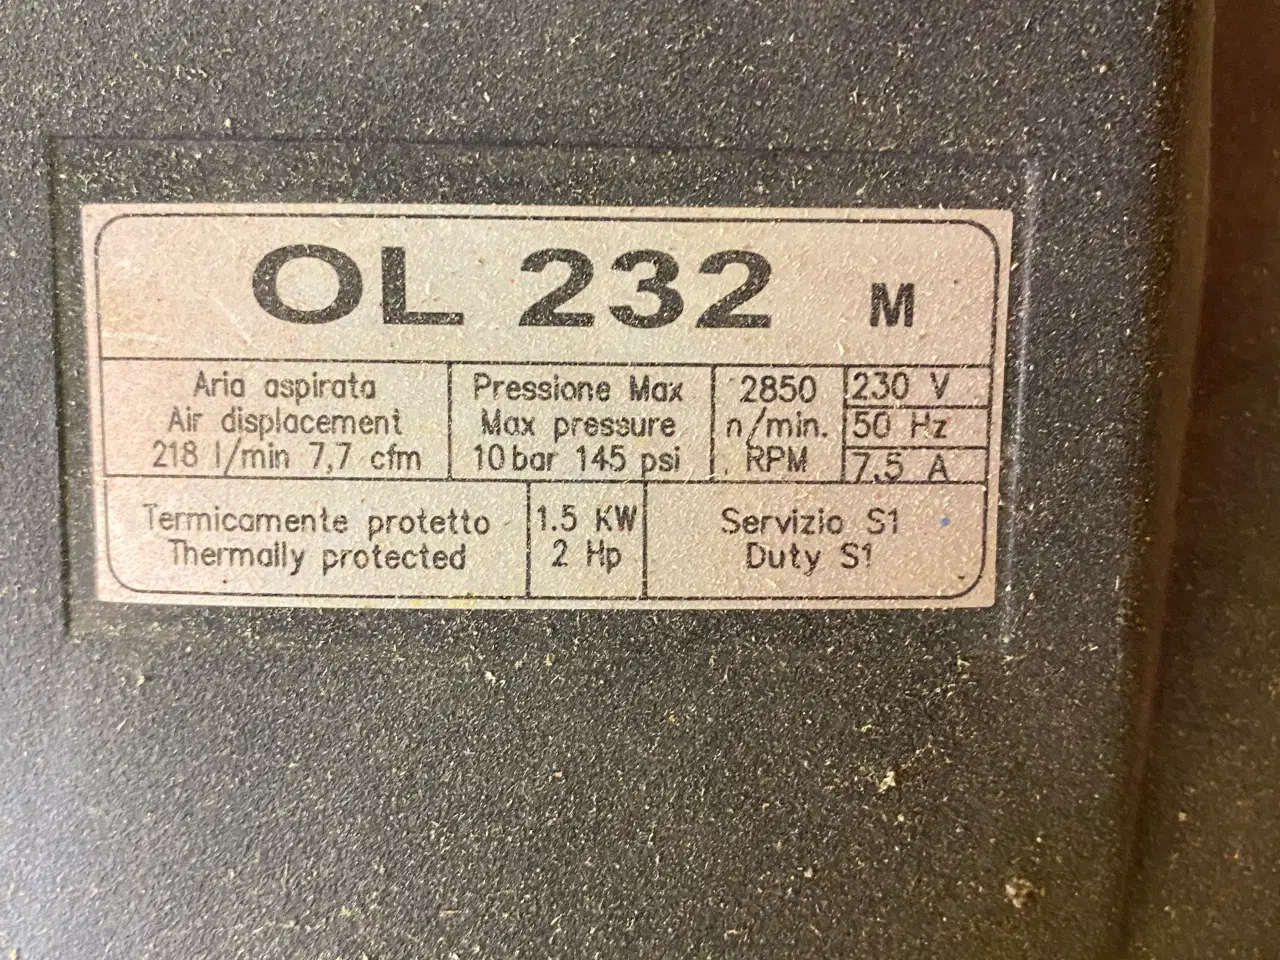 OL 232 M
Aria aspirata
Air displacement
218 l/min 7,7 cfm
Pressione Max
Max pressure
10 bar 145 psi
2850
n/min.
RPM
230 V
50 Hz
7.5 A
Termicamente protetto
Thermally protected
1.5 KW
2 Hp
Servizio S1
Duty S1